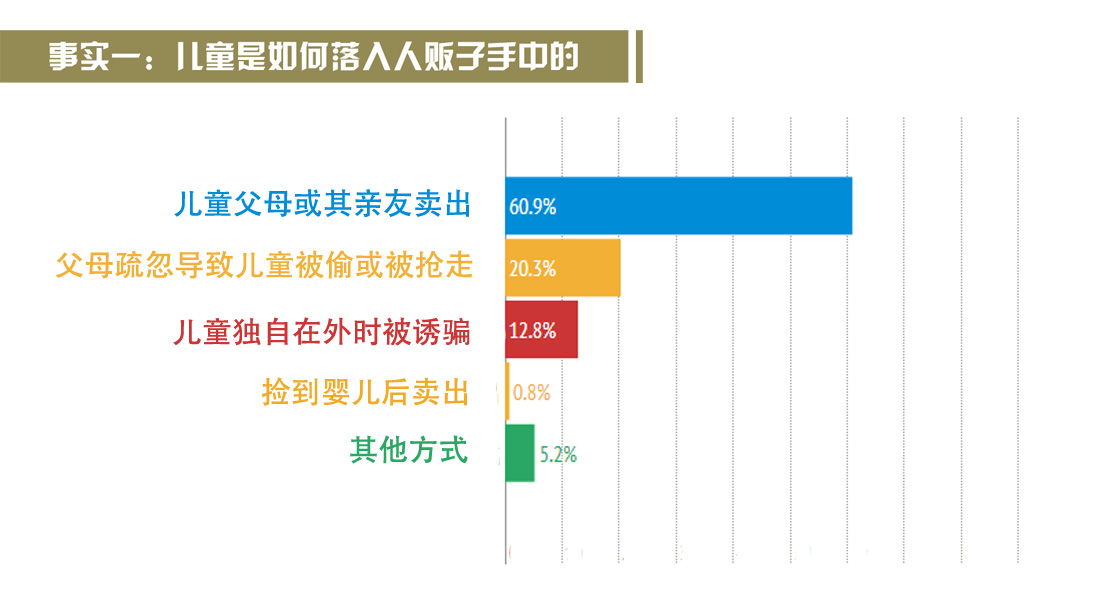 事实一：儿童是如何落入人贩子手中的
儿童父母或其亲友卖出
60.9%
父母疏忽导致儿童被偷或被抢走
20.3%
儿童独自在外时被诱骗
12.8%
捡到婴儿后卖出
0.8%
其他方式
5.2%